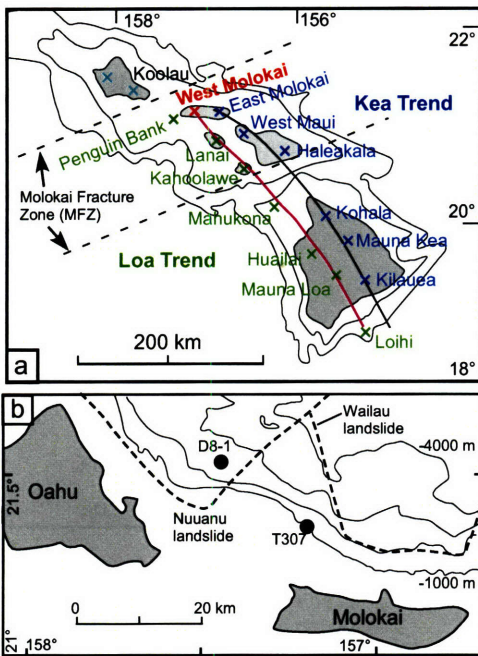 158°
156°
22°
Koolau
West Molokai
East Molokai
Kea Trend
West Maui
Penguin Bank
Lanai
Haleakala
Kahoolawe
Molokai Fracture
Zone (MFZ)
Mahukona
Kohala
20°
Mauna Kea
Loa Trend
Hualalai
Mauna Loa
Kilauea
200 km
Loihi
18°
a
b
Wailau
landslide
D8-1
-4000 m
21.5°
Oahu
Nuuanu
landslide
T307
-1000 m
0
20 km
Molokai
21°
158°
157°